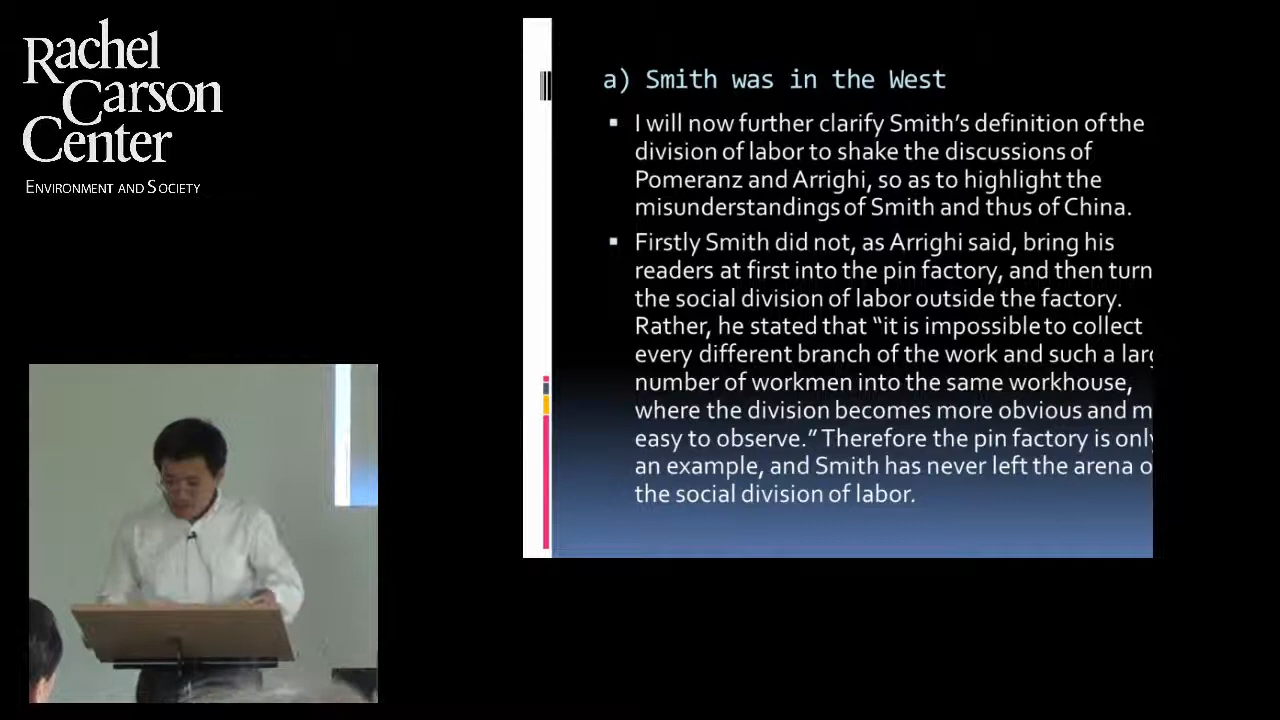 Rachel
Carson
Center
ENVIRONMENT AND SOCIETY
a) Smith was in the West
I will now further clarify Smith's definition of the
division of labor to shake the discussions of
Pomeranz and Arrighi, so as to highlight the
misunderstandings of Smith and thus of China.
Firstly Smith did not, as Arrighi said, bring his
readers at first into the pin factory, and then turn
the social division of labor outside the factory.
Rather, he stated that “it is impossible to collect
every different branch of the work and such a
number of workmen into the same workhouse,
where the division becomes more obvious and
easy to observe.” Therefore the pin factory is
an example, and Smith has never left the arena
the social division of labor.